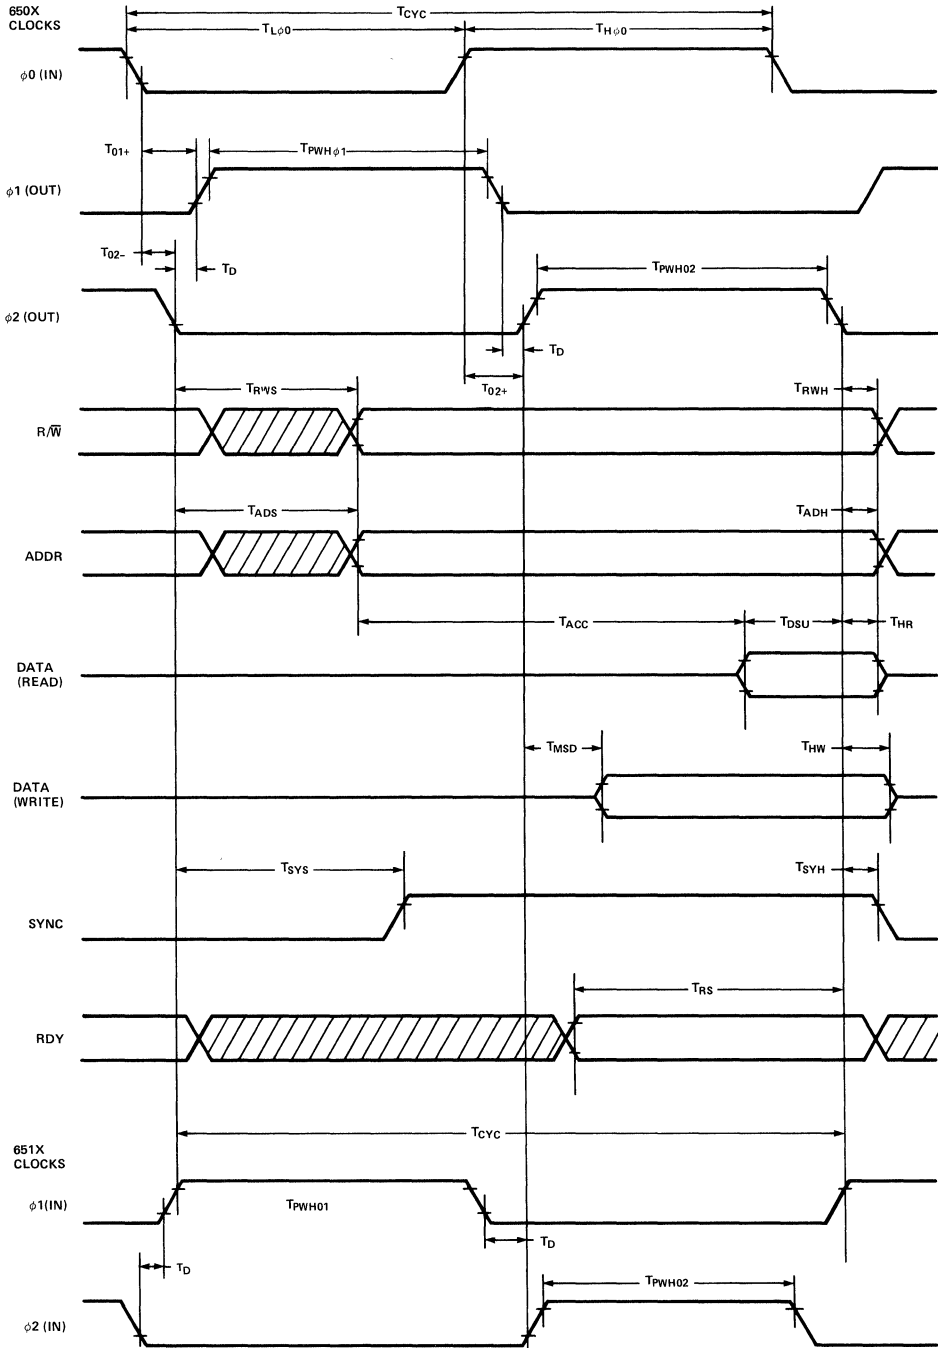 650X
CLOCKS
TCYC
TLϕ0
THϕ0
ϕ0 (IN)
T01+
TPWHϕ1
ϕ1 (OUT)
T02–
TD
TPWH02
ϕ2 (OUT)
TD
TRWS
T02+
TRWH
R/W̅
TADS
TADH
ADDR
TACC
TDSU
THR
DATA
(READ)
TMSD
THW
DATA
(WRITE)
TSYS
TSYH
SYNC
TRS
RDY
TCYC
651X
CLOCKS
ϕ1(IN)
TPWH01
TD
TD
TPWH02
ϕ2 (IN)